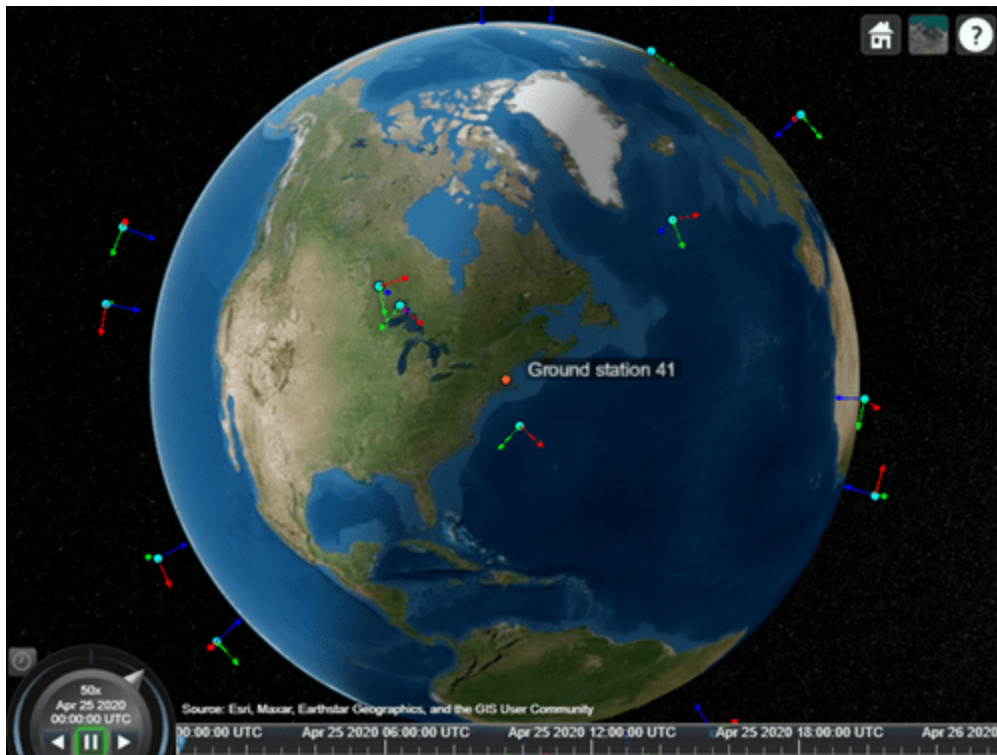 ?
Ground station 41
50x
Apr 25 2020
00:00:00 UTC
Source: Esri, Maxar, Earthstar Geographics, and the GIS User Community
00:00:00 UTC Apr 25 2020 06:00:00 UTC Apr 25 2020 12:00:00 UTC Apr 25 2020 18:00:00 UTC Apr 26 2020